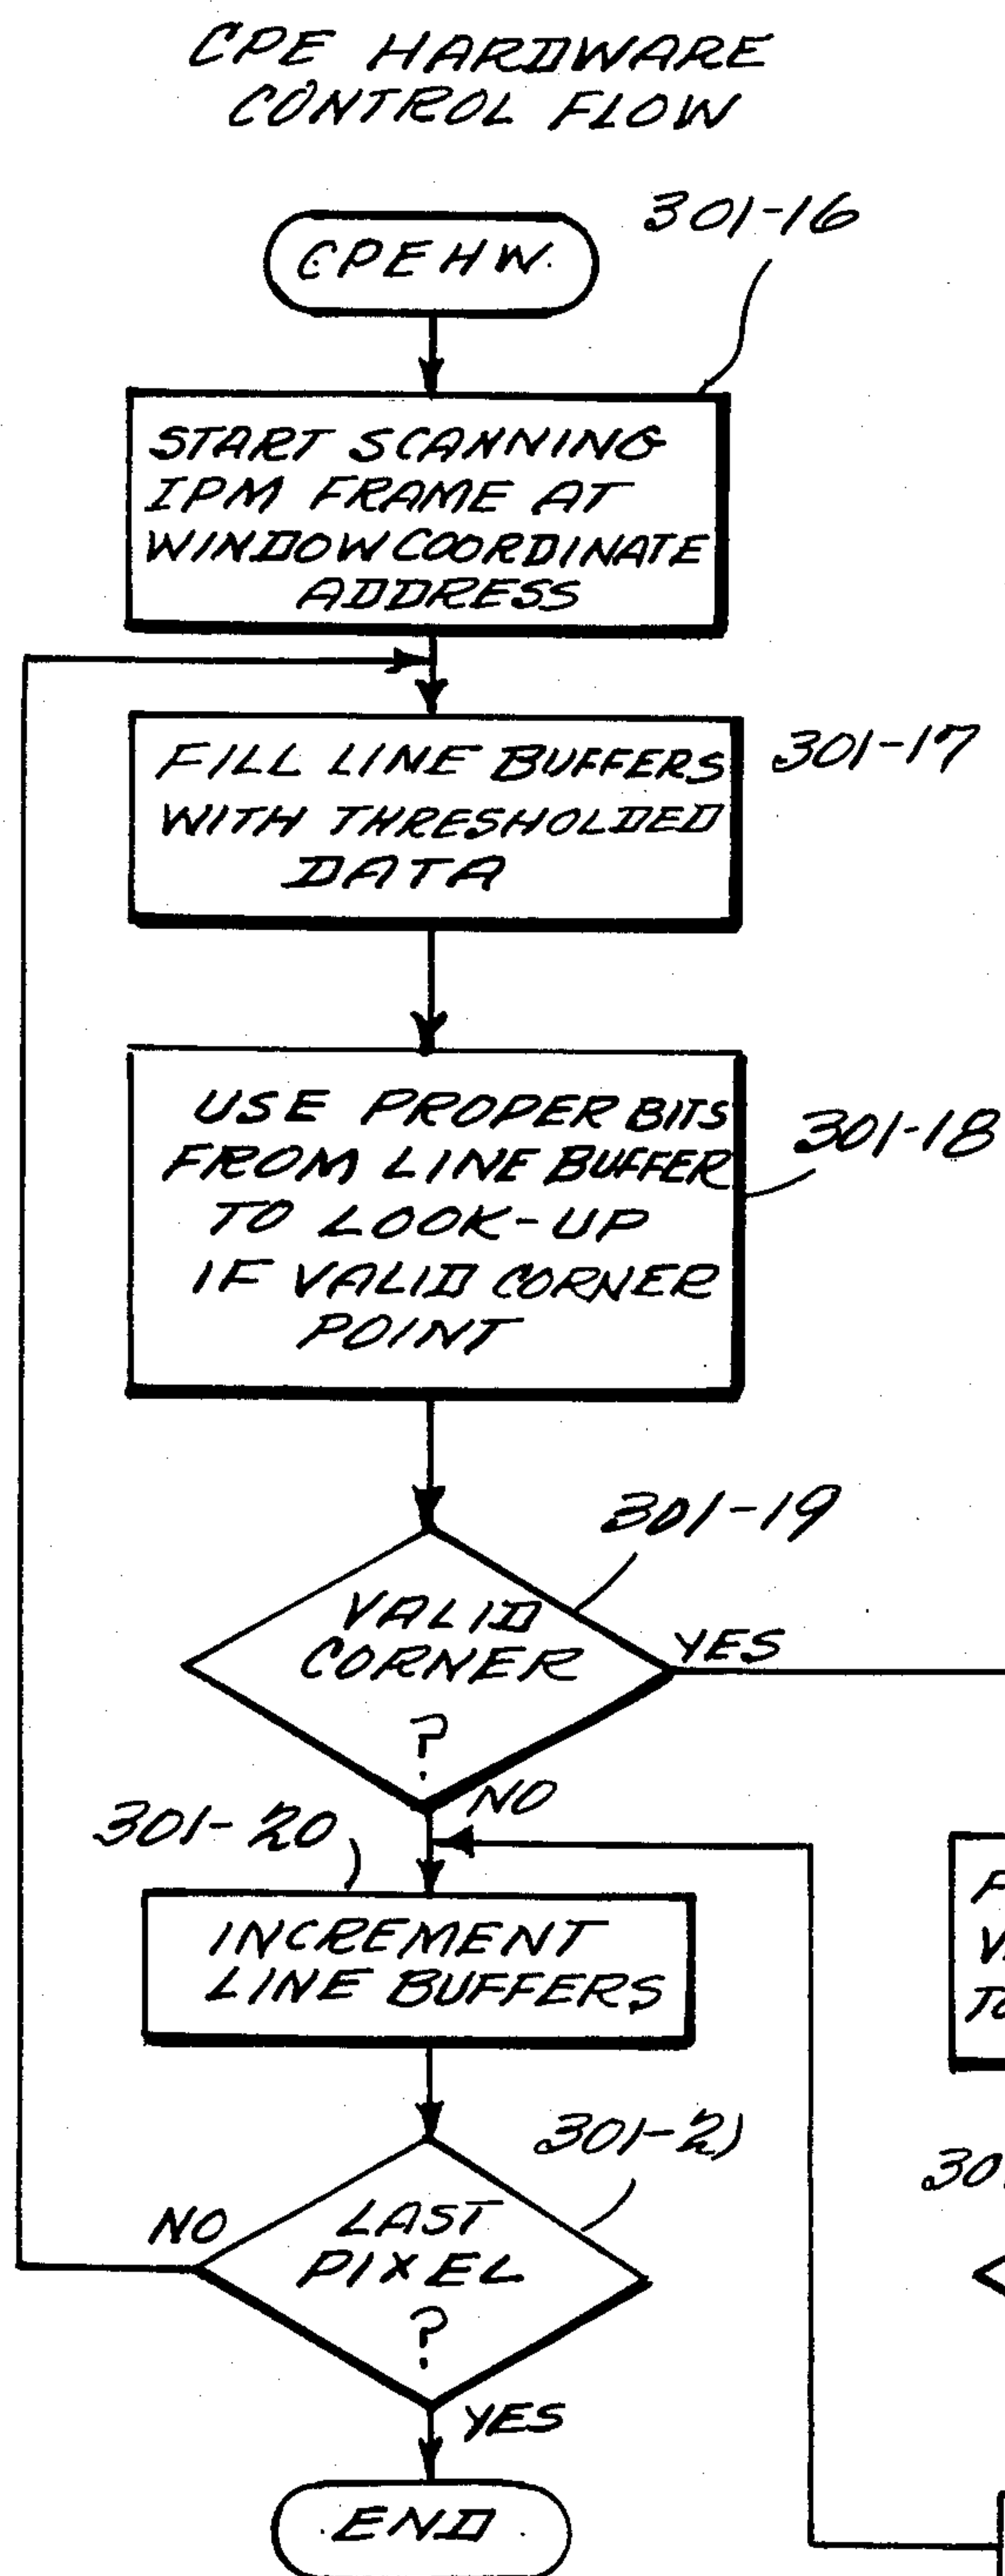 CPE HARDWARE
CONTROL FLOW
301-16
CPEHW
START SCANNING
IPM FRAME AT
WINDOW COORDINATE
ADDRESS
301-17
FILL LINE BUFFERS
WITH THRESHOLDED
DATA
301-18
USE PROPER BITS
FROM LINE BUFFER
TO LOOK-UP
IF VALID CORNER
POINT
301-19
VALID
CORNER
?
YES
NO
301-20
INCREMENT
LINE BUFFERS
301-21
LAST
PIXEL
?
NO
YES
END